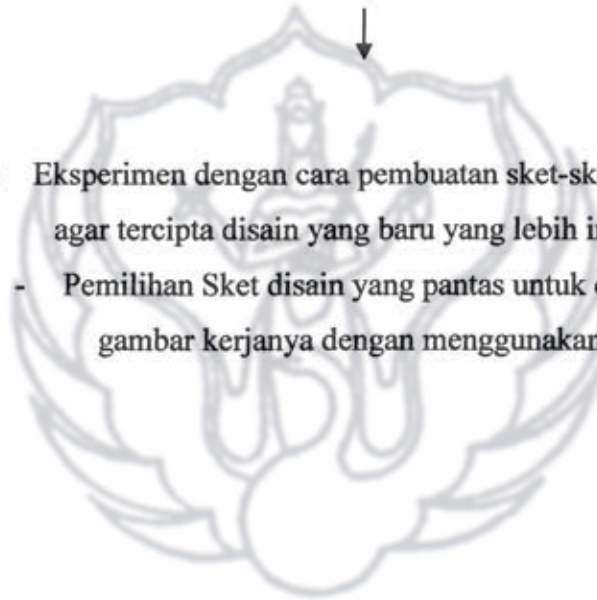 Eksperimen dengan cara pembuatan sket-sk
agar tercipta disain yang baru yang lebih i
- Pemilihan Sket disain yang pantas untuk
gambar kerjanya dengan menggunakan